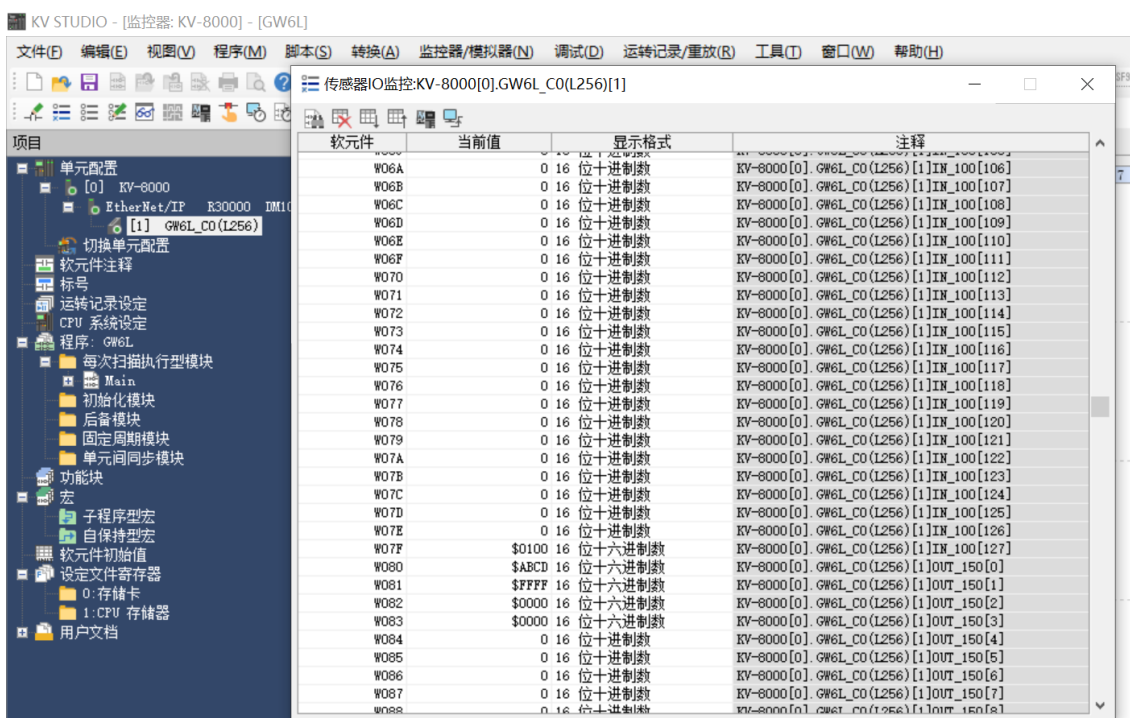 KV STUDIO - [监控器: KV-8000] - [GW6L]
文件(F) 编辑(E) 视图(V) 程序(M) 脚本(S) 转换(A) 监控器/模拟器(N) 调试(D) 运转记录/重放(R) 工具(T) 窗口(W) 帮助(H)
传感器IO监控:KV-8000[0].GW6L_C0(L256)[1]
项目
单元配置
[0] KV-8000
EtherNet/IP R30000 DM10
[1] GW6L_C0(L256)
切换单元配置
软元件注释
标号
运转记录设定
CPU 系统设定
程序: GW6L
每次扫描执行型模块
Main
初始化模块
后备模块
固定周期模块
单元间同步模块
功能块
宏
子程序型宏
自保持型宏
软元件初始值
设定文件寄存器
0:存储卡
1:CPU 存储器
用户文档
软元件 当前值 显示格式 注释
W06A 0 16 位十进制数 KV-8000[0].GW6L_C0(L256)[1]IN_100[106]
W06B 0 16 位十进制数 KV-8000[0].GW6L_C0(L256)[1]IN_100[107]
W06C 0 16 位十进制数 KV-8000[0].GW6L_C0(L256)[1]IN_100[108]
W06D 0 16 位十进制数 KV-8000[0].GW6L_C0(L256)[1]IN_100[109]
W06E 0 16 位十进制数 KV-8000[0].GW6L_C0(L256)[1]IN_100[110]
W06F 0 16 位十进制数 KV-8000[0].GW6L_C0(L256)[1]IN_100[111]
W070 0 16 位十进制数 KV-8000[0].GW6L_C0(L256)[1]IN_100[112]
W071 0 16 位十进制数 KV-8000[0].GW6L_C0(L256)[1]IN_100[113]
W072 0 16 位十进制数 KV-8000[0].GW6L_C0(L256)[1]IN_100[114]
W073 0 16 位十进制数 KV-8000[0].GW6L_C0(L256)[1]IN_100[115]
W074 0 16 位十进制数 KV-8000[0].GW6L_C0(L256)[1]IN_100[116]
W075 0 16 位十进制数 KV-8000[0].GW6L_C0(L256)[1]IN_100[117]
W076 0 16 位十进制数 KV-8000[0].GW6L_C0(L256)[1]IN_100[118]
W077 0 16 位十进制数 KV-8000[0].GW6L_C0(L256)[1]IN_100[119]
W078 0 16 位十进制数 KV-8000[0].GW6L_C0(L256)[1]IN_100[120]
W079 0 16 位十进制数 KV-8000[0].GW6L_C0(L256)[1]IN_100[121]
W07A 0 16 位十进制数 KV-8000[0].GW6L_C0(L256)[1]IN_100[122]
W07B 0 16 位十进制数 KV-8000[0].GW6L_C0(L256)[1]IN_100[123]
W07C 0 16 位十进制数 KV-8000[0].GW6L_C0(L256)[1]IN_100[124]
W07D 0 16 位十进制数 KV-8000[0].GW6L_C0(L256)[1]IN_100[125]
W07E 0 16 位十进制数 KV-8000[0].GW6L_C0(L256)[1]IN_100[126]
W07F $0100 16 位十六进制数 KV-8000[0].GW6L_C0(L256)[1]IN_100[127]
W080 $ABCD 16 位十六进制数 KV-8000[0].GW6L_C0(L256)[1]OUT_150[0]
W081 $FFFF 16 位十六进制数 KV-8000[0].GW6L_C0(L256)[1]OUT_150[1]
W082 $0000 16 位十六进制数 KV-8000[0].GW6L_C0(L256)[1]OUT_150[2]
W083 $0000 16 位十六进制数 KV-8000[0].GW6L_C0(L256)[1]OUT_150[3]
W084 0 16 位十进制数 KV-8000[0].GW6L_C0(L256)[1]OUT_150[4]
W085 0 16 位十进制数 KV-8000[0].GW6L_C0(L256)[1]OUT_150[5]
W086 0 16 位十进制数 KV-8000[0].GW6L_C0(L256)[1]OUT_150[6]
W087 0 16 位十进制数 KV-8000[0].GW6L_C0(L256)[1]OUT_150[7]
W088 0 16 位十进制数 KV-8000[0].GW6L_C0(L256)[1]OUT_150[8]
7